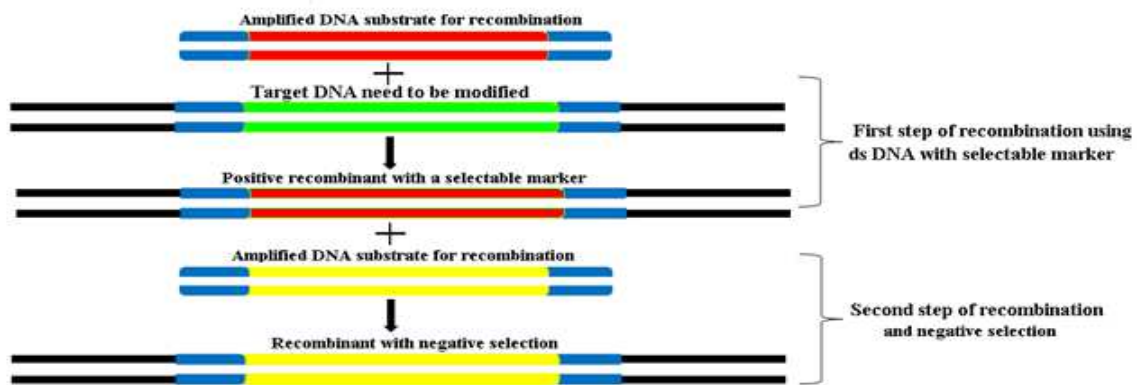 Amplified DNA substrate for recombination
Target DNA need to be modified
First step of recombination using
ds DNA with selectable marker
Positive recombinant with a selectable marker
Amplified DNA substrate for recombination
Second step of recombination
and negative selection
Recombinant with negative selection